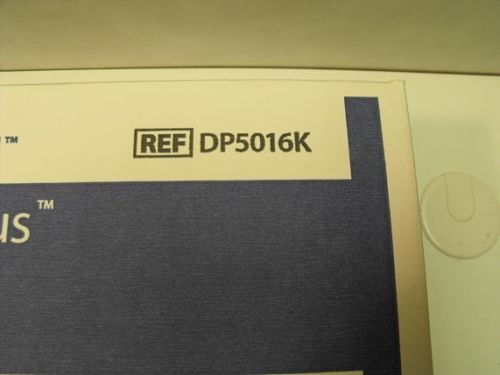 ™
REF DP5016K
us™